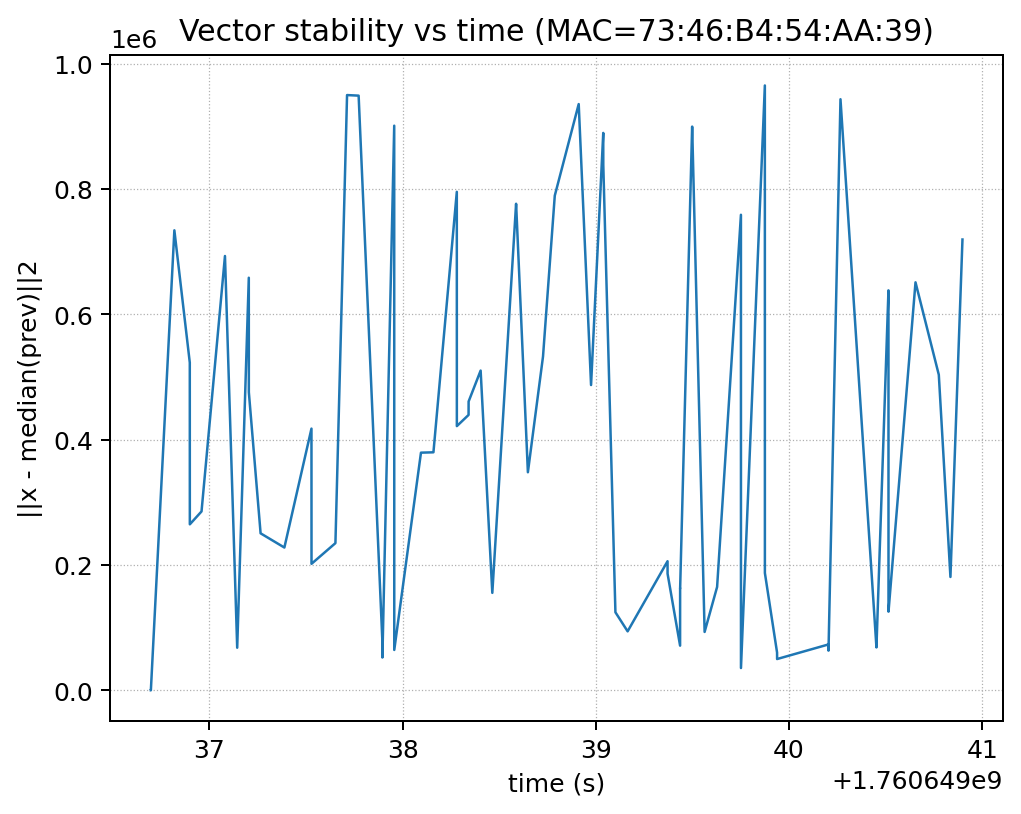 Vector stability vs time (MAC=73:46:B4:54:AA:39)
1e6
1.0
0.8
0.6
0.4
0.2
0.0
||x - median(prev)||2
37 38 39 40 41
time (s)
+1.760649e9